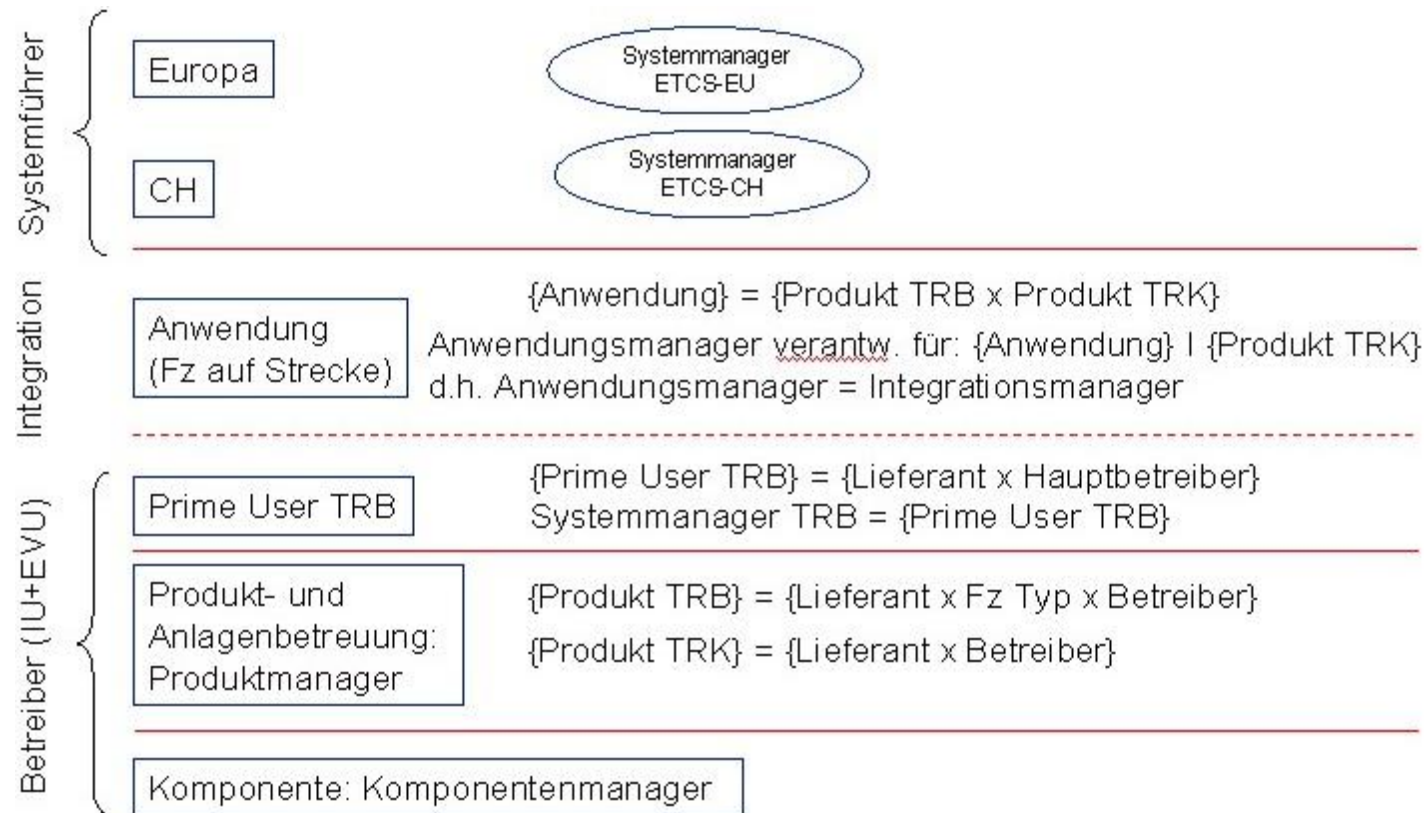 Systemführer
Europa
Systemmanager
ETCS-EU
CH
Systemmanager
ETCS-CH
Integration
Anwendung
(Fz auf Strecke)
{Anwendung} = {Produkt TRB x Produkt TRK}
Anwendungsmanager verantw. für: {Anwendung} I {Produkt TRK}
d.h. Anwendungsmanager = Integrationsmanager
Betreiber (IU+EVU)
Prime User TRB
{Prime User TRB} = {Lieferant x Hauptbetreiber}
Systemmanager TRB = {Prime User TRB}
Produkt- und
Anlagenbetreuung:
Produktmanager
{Produkt TRB} = {Lieferant x Fz Typ x Betreiber}
{Produkt TRK} = {Lieferant x Betreiber}
Komponente: Komponentenmanager